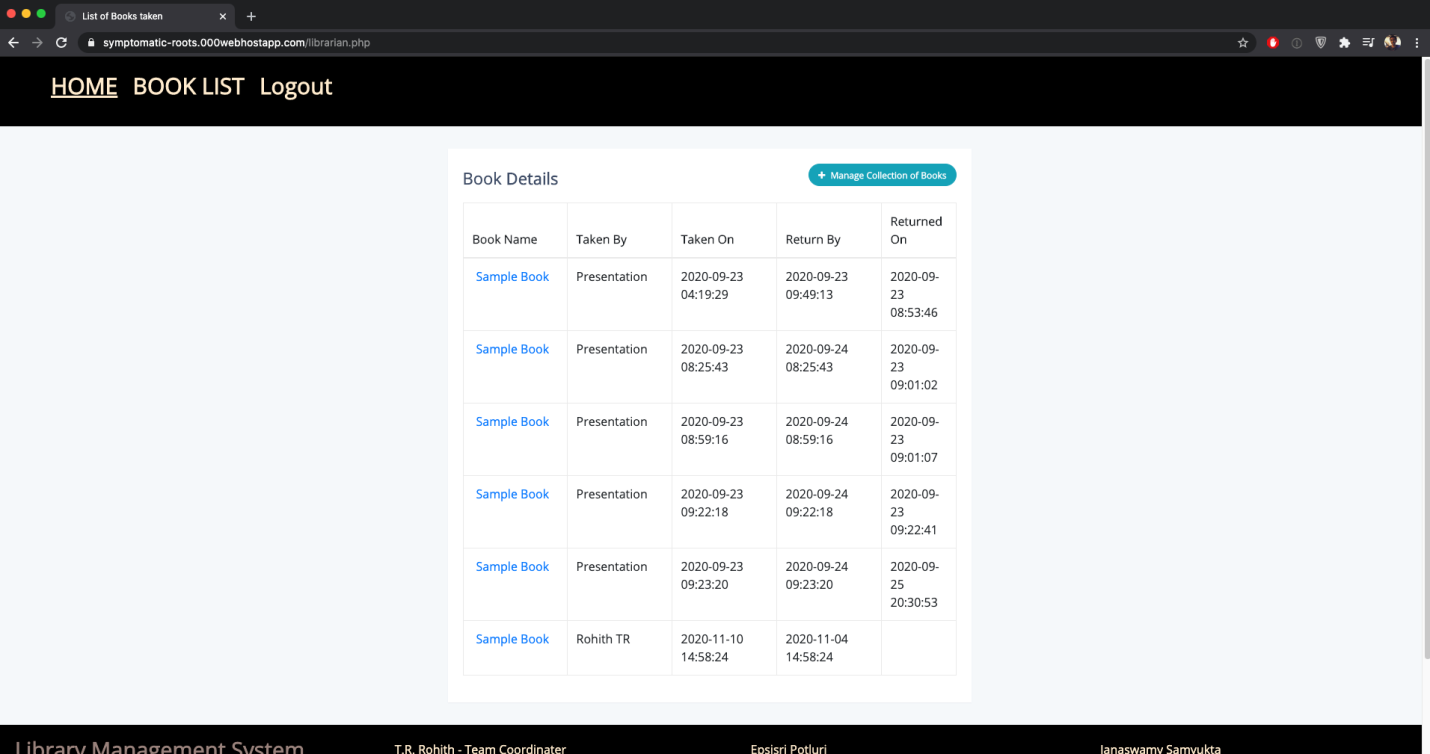 List of Books taken
symptomatic-roots.000webhostapp.com/librarian.php
HOME BOOK LIST Logout
Book Details
+ Manage Collection of Books
Book Name Taken By Taken On Return By Returned On
Sample Book Presentation 2020-09-23 04:19:29 2020-09-23 09:49:13 2020-09-23 08:53:46
Sample Book Presentation 2020-09-23 08:25:43 2020-09-24 08:25:43 2020-09-23 09:01:02
Sample Book Presentation 2020-09-23 08:59:16 2020-09-24 08:59:16 2020-09-23 09:01:07
Sample Book Presentation 2020-09-23 09:22:18 2020-09-24 09:22:18 2020-09-23 09:22:41
Sample Book Presentation 2020-09-23 09:23:20 2020-09-24 09:23:20 2020-09-25 20:30:53
Sample Book Rohith TR 2020-11-10 14:58:24 2020-11-04 14:58:24
Library Management System T.R. Rohith - Team Coordinater Epsisri Potluri Janaswamy Samyukta